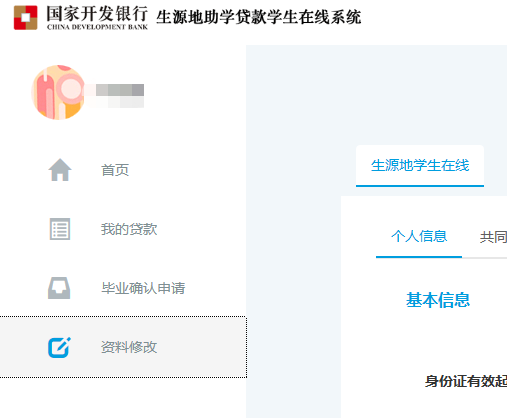 国家开发银行 生源地助学贷款学生在线系统
CHINA DEVELOPMENT BANK
首页
我的贷款
毕业确认申请
资料修改
生源地学生在线
个人信息 共同
基本信息
身份证有效起